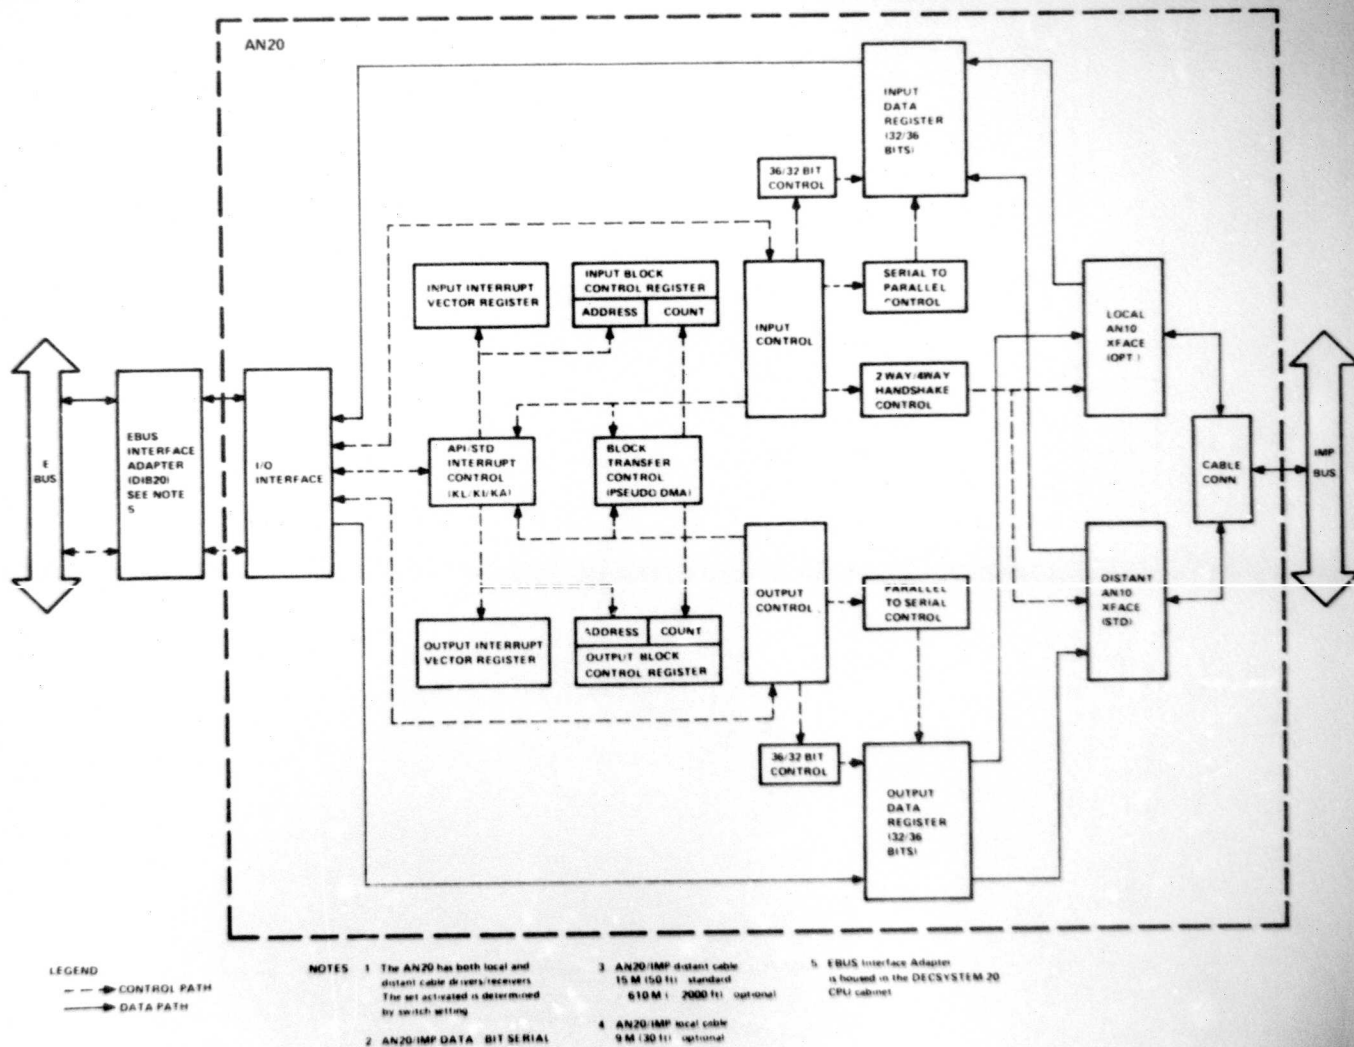 AN20
INPUT
DATA
REGISTER
(32/36
BITS)
36/32 BIT
CONTROL
INPUT INTERRUPT
VECTOR REGISTER
INPUT BLOCK
CONTROL REGISTER
ADDRESS
COUNT
INPUT
CONTROL
SERIAL TO
PARALLEL
CONTROL
LOCAL
AN10
XFACE
(OPT.)
2 WAY/4WAY
HANDSHAKE
CONTROL
E
BUS
EBUS
INTERFACE
ADAPTER
(DIB20)
SEE NOTE
5
I/O
INTERFACE
API/STD
INTERRUPT
CONTROL
(KL/KI/KA)
BLOCK
TRANSFER
CONTROL
(PSEUDO DMA)
CABLE
CONN
IMP
BUS
OUTPUT
CONTROL
PARALLEL
TO SERIAL
CONTROL
DISTANT
AN10
XFACE
(STD)
OUTPUT INTERRUPT
VECTOR REGISTER
ADDRESS
COUNT
OUTPUT BLOCK
CONTROL REGISTER
36/32 BIT
CONTROL
OUTPUT
DATA
REGISTER
(32/36
BITS)
LEGEND
CONTROL PATH
DATA PATH
NOTES 1 The AN20 has both local and
distant cable drivers/receivers
The set activated is determined
by switch setting
2 AN20/IMP DATA BIT SERIAL
3 AN20/IMP distant cable
15 M (50 ft) standard
610 M ( 2000 ft) optional
4 AN20/IMP local cable
9 M (30 ft) optional
5 EBUS Interface Adapter
is housed in the DECSYSTEM 20
CPU cabinet